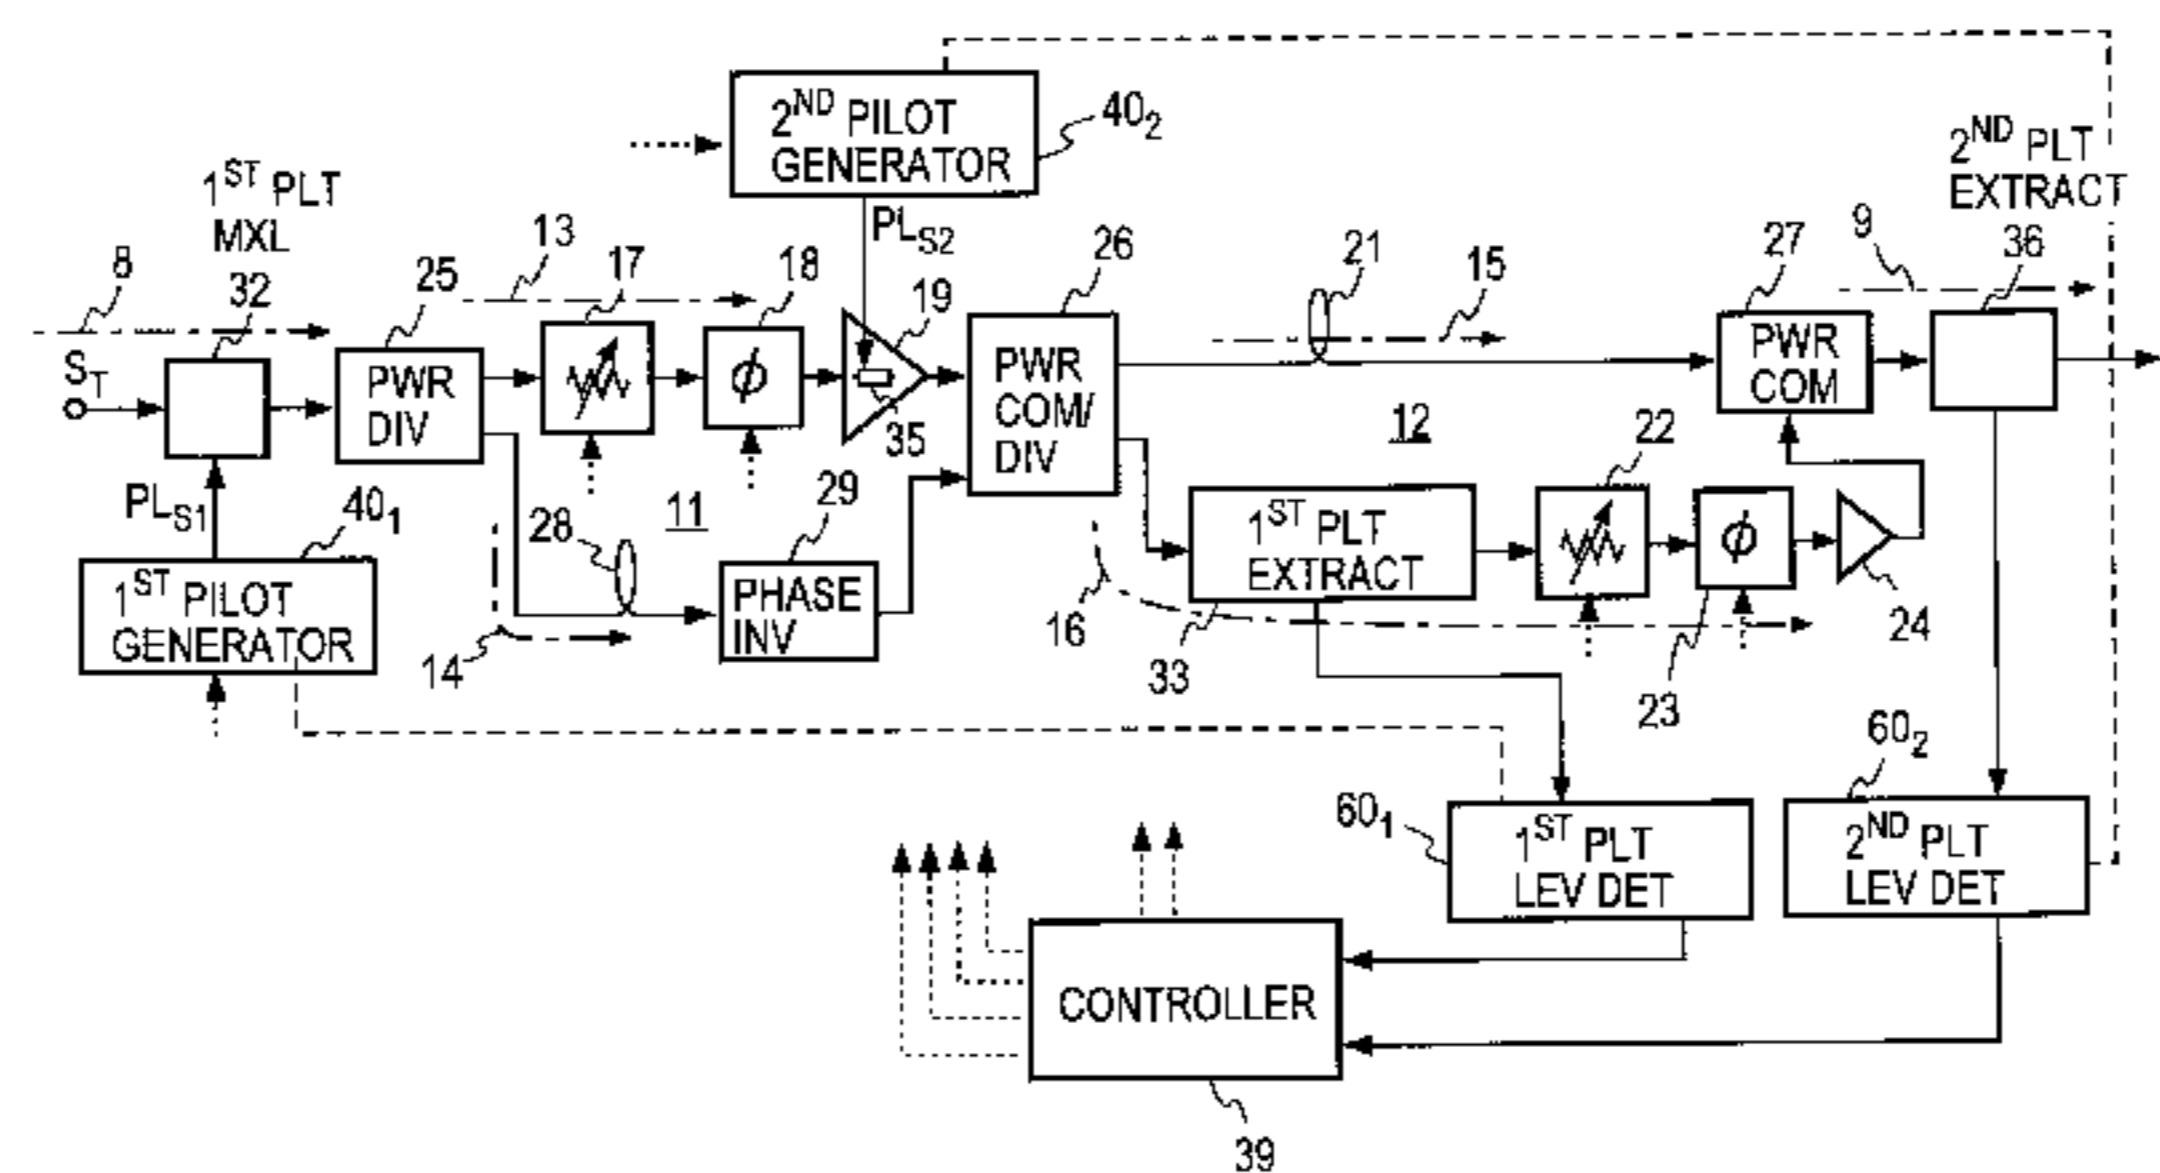 2ND PILOT
GENERATOR
40₂
2ND PLT
EXTRACT
36
1ST PLT
MXL
32
8
25
13
17
18
PLS2
19
26
21
15
27
9
ST
PWR
DIV
ϕ
35
PWR
COM/
DIV
PWR
COM
12
PLS1
40₁
28
11
29
22
1ST PILOT
GENERATOR
14
PHASE
INV
16
1ST PLT
EXTRACT
33
ϕ
23
24
60₁
60₂
1ST PLT
LEV DET
2ND PLT
LEV DET
CONTROLLER
39